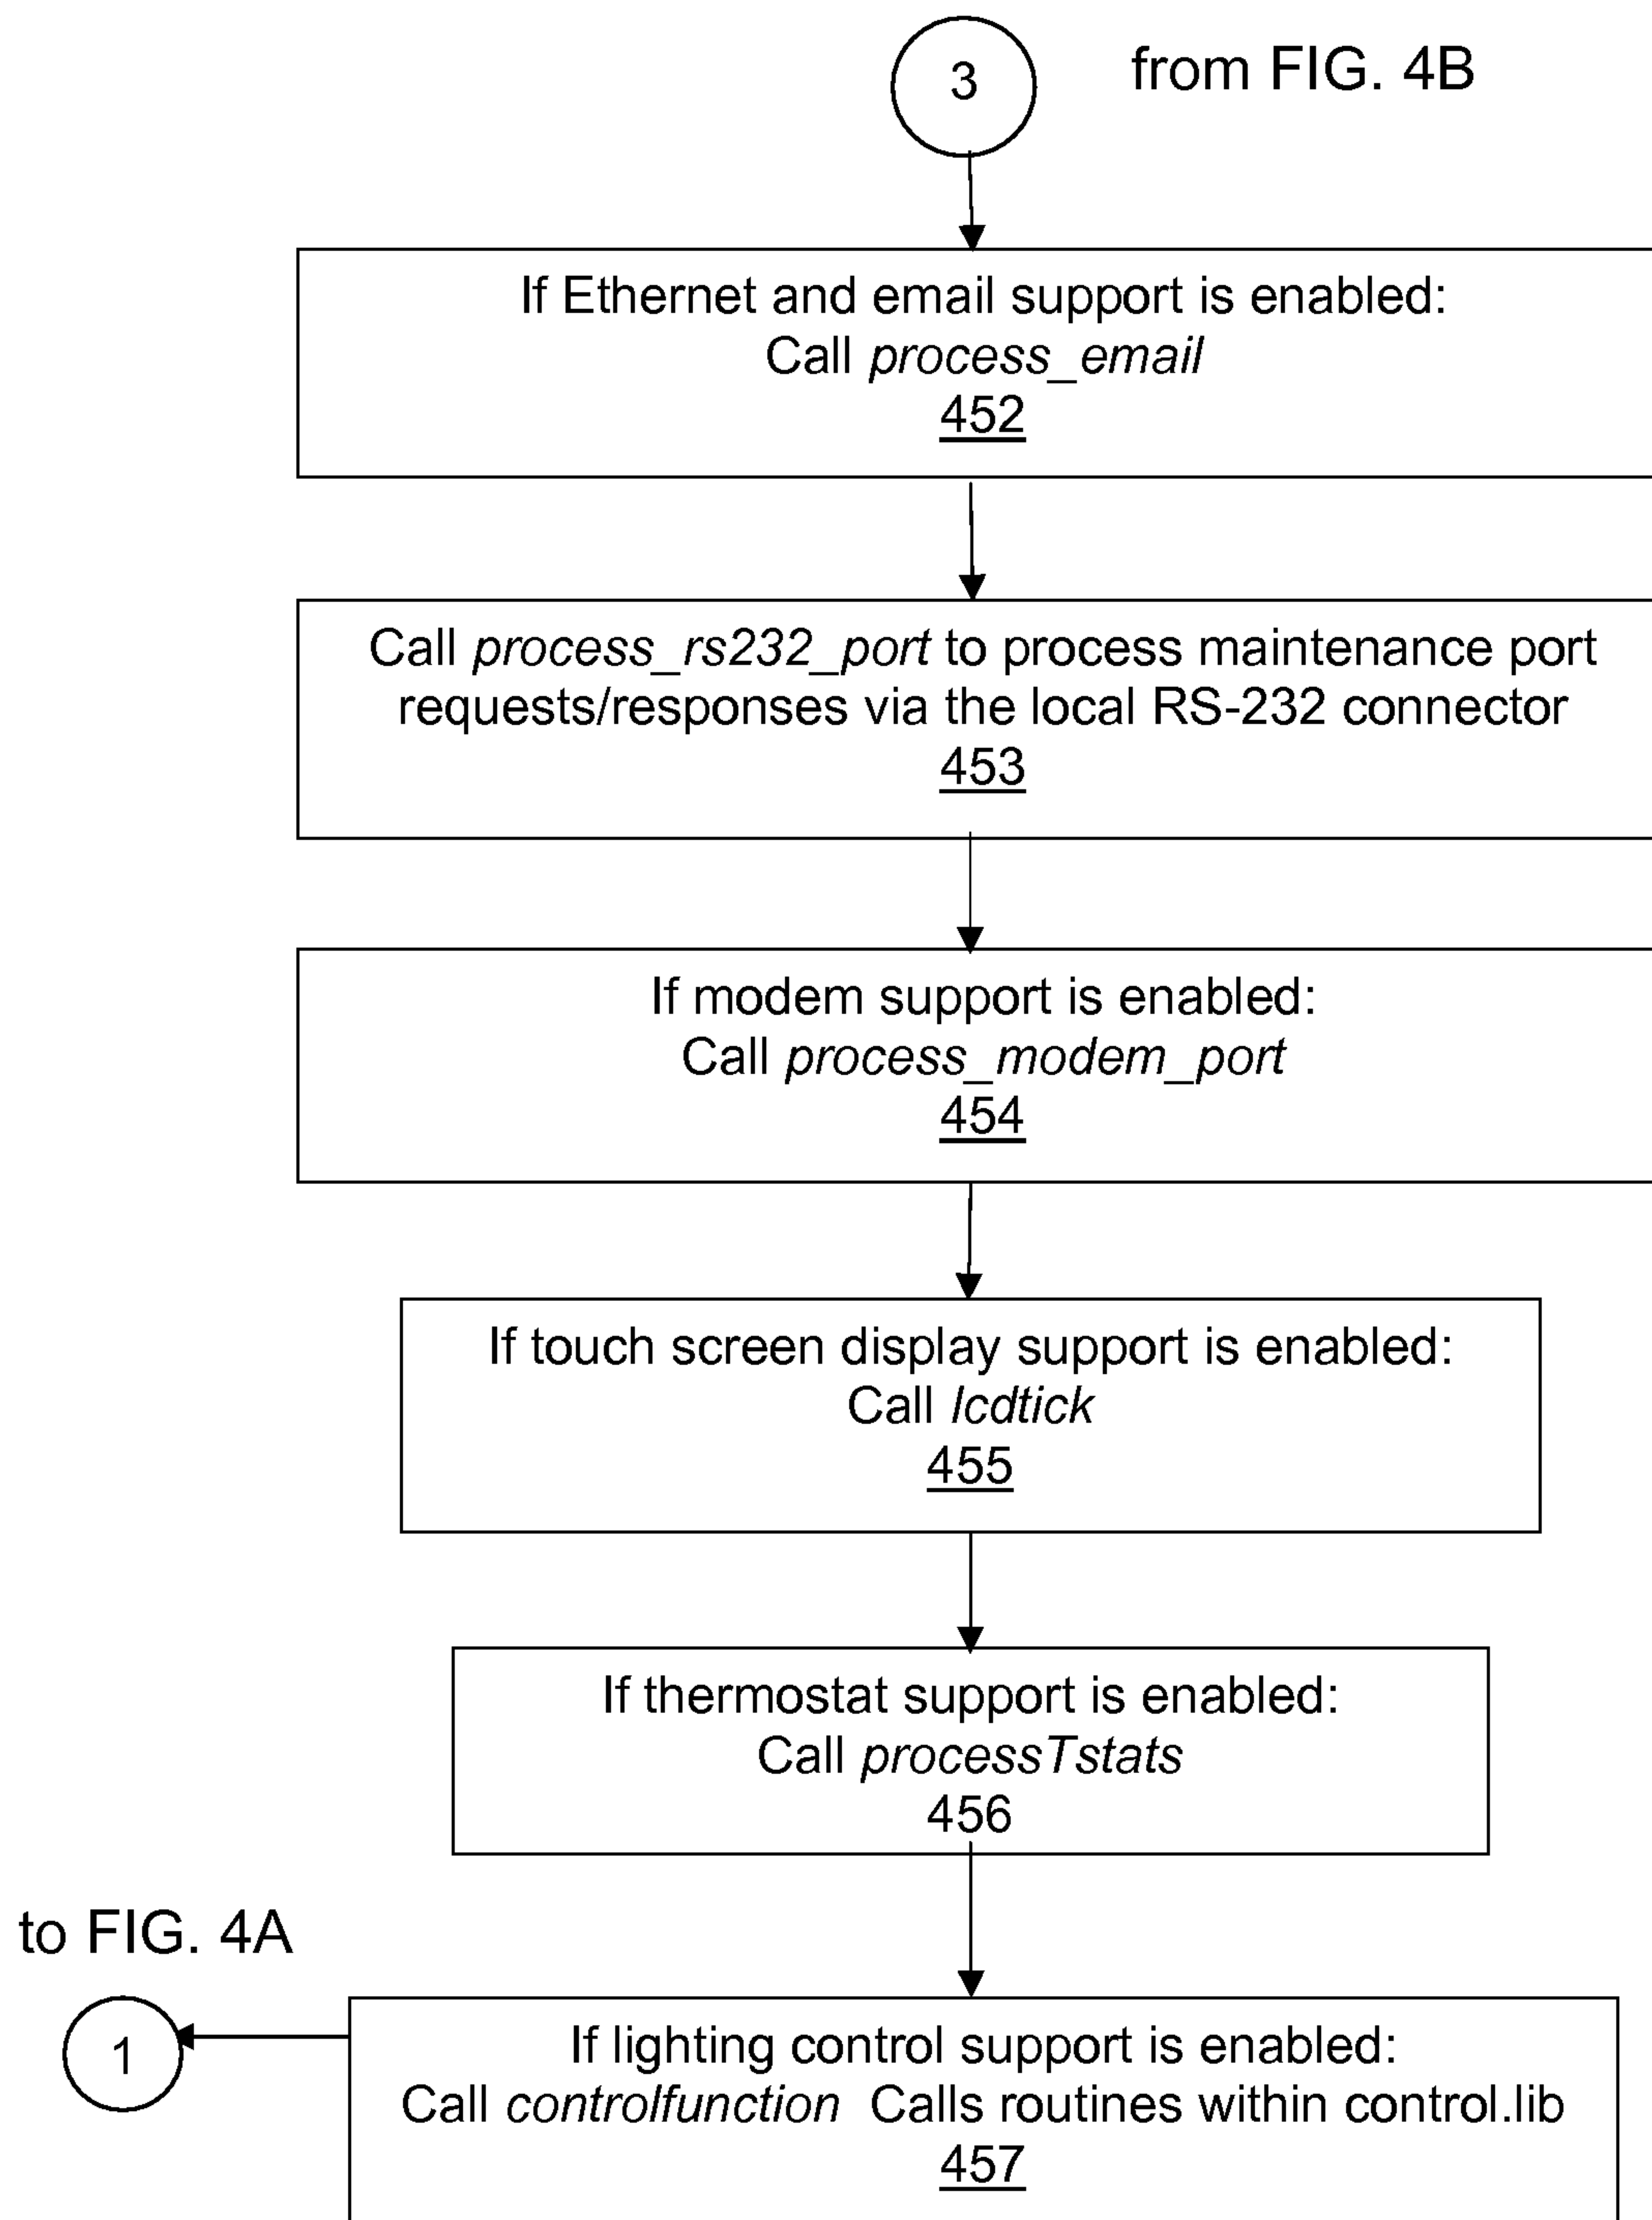 3
from FIG. 4B
If Ethernet and email support is enabled:
Call process_email
452
Call process_rs232_port to process maintenance port
requests/responses via the local RS-232 connector
453
If modem support is enabled:
Call process_modem_port
454
If touch screen display support is enabled:
Call lcdtick
455
If thermostat support is enabled:
Call processTstats
456
to FIG. 4A
1
If lighting control support is enabled:
Call controlfunction Calls routines within control.lib
457